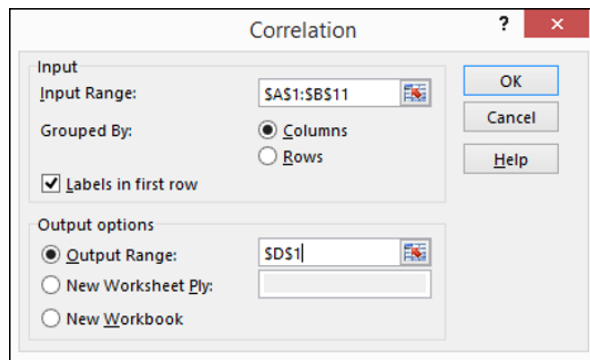 Correlation
?
Input
Input Range:
$A$1:$B$11
OK
Cancel
Grouped By:
Columns
Rows
Help
Labels in first row
Output options
Output Range:
$D$1
New Worksheet Ply:
New Workbook